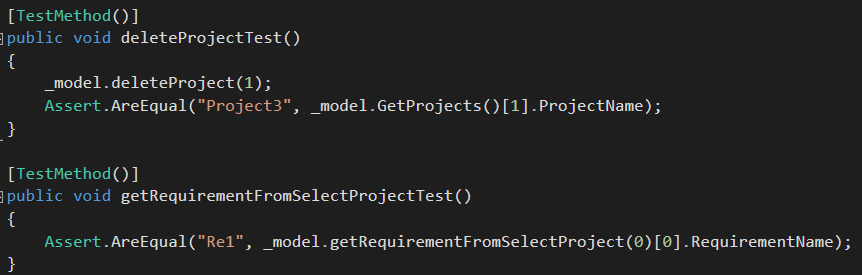 [TestMethod()]
public void deleteProjectTest()
{
    _model.deleteProject(1);
    Assert.AreEqual("Project3", _model.GetProjects()[1].ProjectName);
}

[TestMethod()]
public void getRequirementFromSelectProjectTest()
{
    Assert.AreEqual("Re1", _model.getRequirementFromSelectProject(0)[0].RequirementName);
}